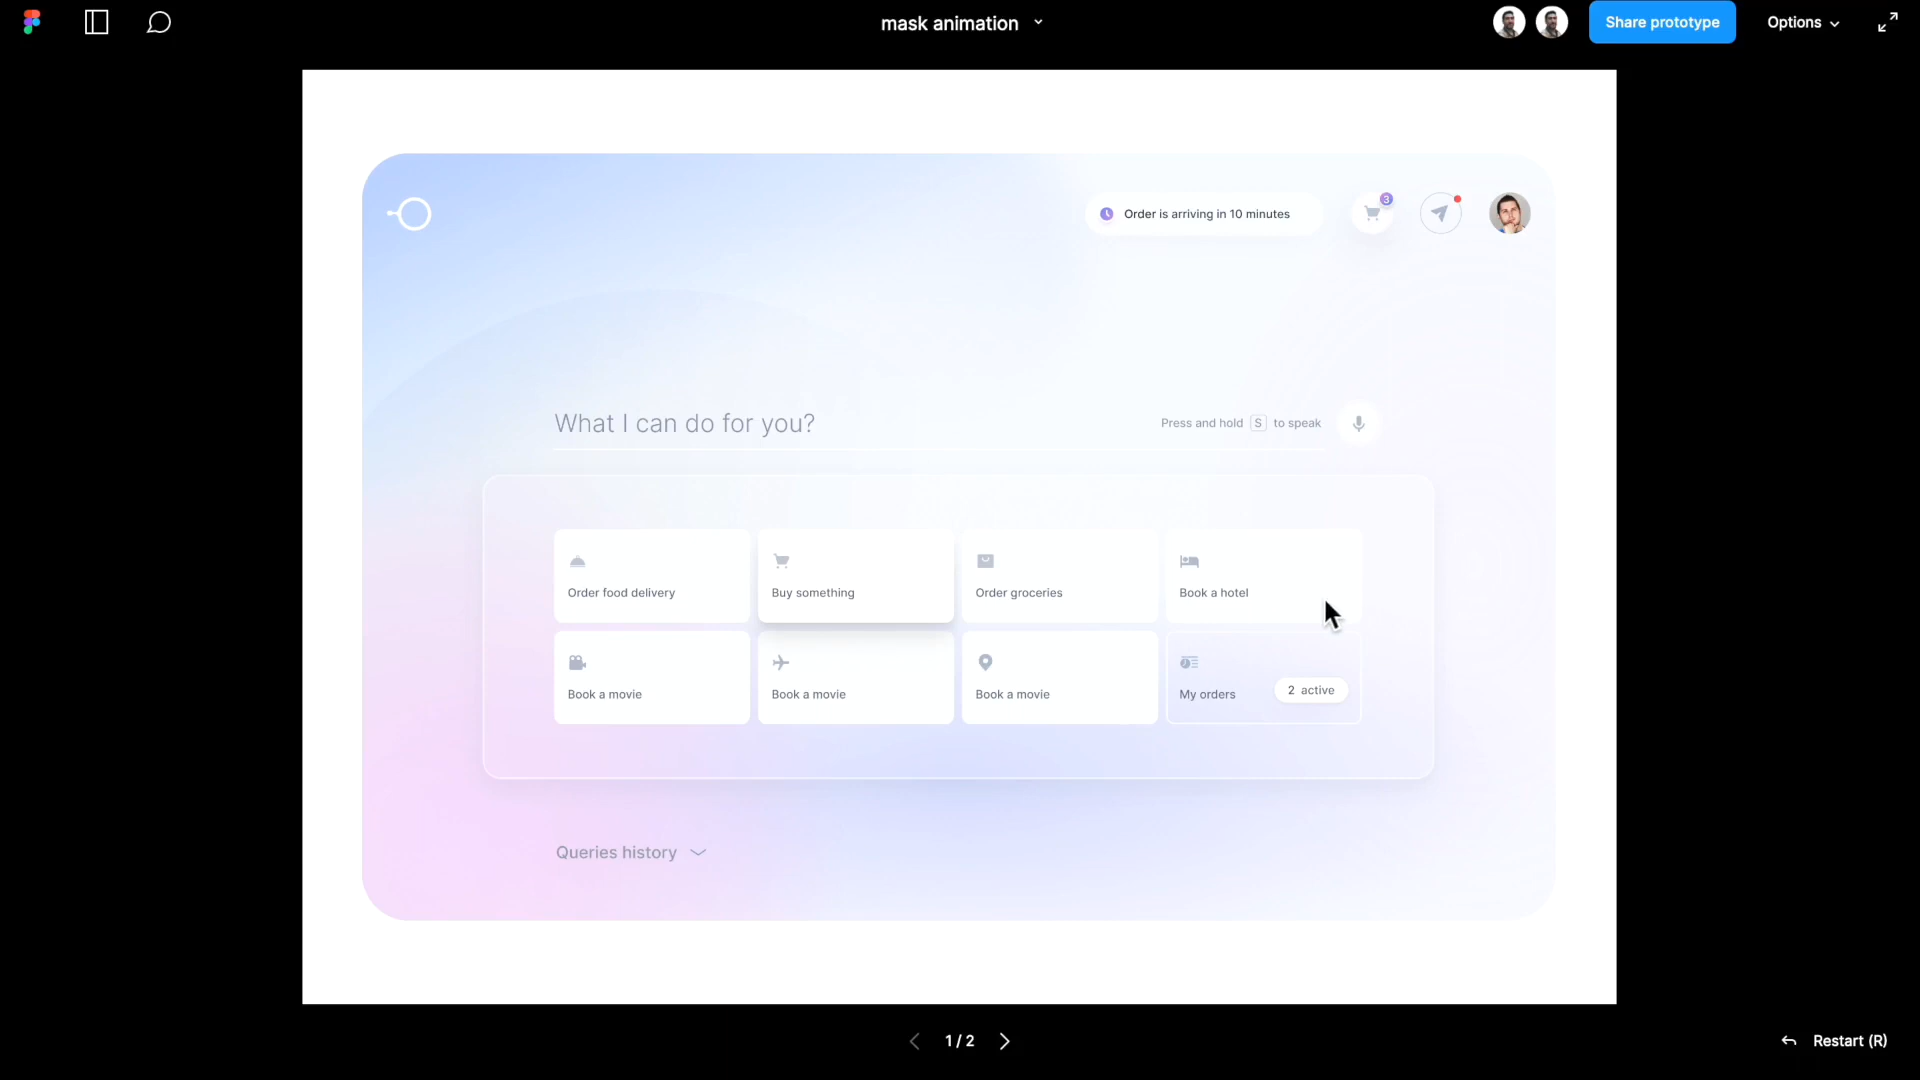 mask animation
Share prototype
Options
Order is arriving in 10 minutes
3
What I can do for you?
Press and hold S to speak
Order food delivery
Buy something
Order groceries
Book a hotel
Book a movie
Book a movie
Book a movie
My orders
2 active
Queries history
1 / 2
Restart (R)